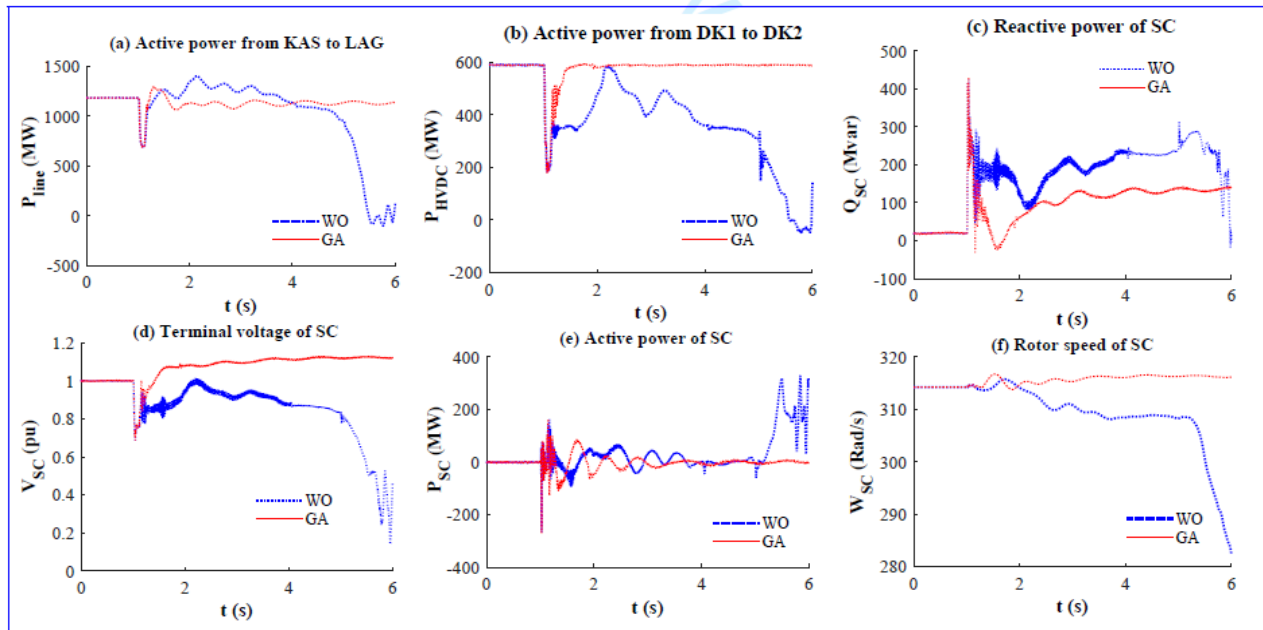 (a) Active power from KAS to LAG
1500
1000
500
0
-500
0
2
4
6
P_line (MW)
t (s)
WO
GA
(b) Active power from DK1 to DK2
600
400
200
0
-200
0
2
4
6
P_HVDC (MW)
t (s)
WO
GA
(c) Reactive power of SC
500
400
300
200
100
0
-100
0
2
4
6
Q_SC (Mvar)
t (s)
WO
GA
(d) Terminal voltage of SC
1.2
1
0.8
0.6
0.4
0.2
0
0
2
4
6
V_SC (pu)
t (s)
WO
GA
(e) Active power of SC
400
200
0
-200
-400
0
2
4
6
P_SC (MW)
t (s)
WO
GA
(f) Rotor speed of SC
320
310
300
290
280
0
2
4
6
W_SC (Rad/s)
t (s)
WO
GA